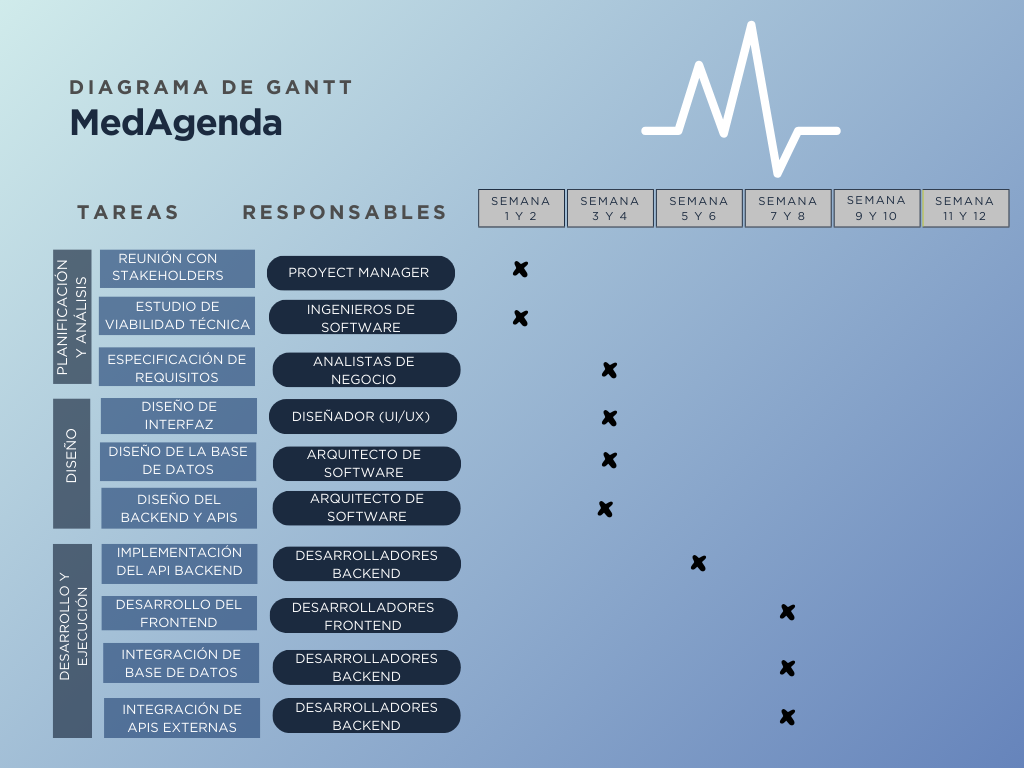 DIAGRAMA DE GANTT
MedAgenda
TAREAS
RESPONSABLES
SEMANA
1 Y 2
SEMANA
3 Y 4
SEMANA
5 Y 6
SEMANA
7 Y 8
SEMANA
9 Y 10
SEMANA
11 Y 12
PLANIFICACIÓN
Y ANÁLISIS
REUNIÓN CON
STAKEHOLDERS
PROYECT MANAGER
ESTUDIO DE
VIABILIDAD TÉCNICA
INGENIEROS DE
SOFTWARE
ESPECIFICACIÓN DE
REQUISITOS
ANALISTAS DE
NEGOCIO
DISEÑO
DISEÑO DE
INTERFAZ
DISEÑADOR (UI/UX)
DISEÑO DE LA BASE
DE DATOS
ARQUITECTO DE
SOFTWARE
DISEÑO DEL
BACKEND Y APIS
ARQUITECTO DE
SOFTWARE
DESARROLLO Y
EJECUCIÓN
IMPLEMENTACIÓN
DEL API BACKEND
DESARROLLADORES
BACKEND
DESARROLLO DEL
FRONTEND
DESARROLLADORES
FRONTEND
INTEGRACIÓN DE
BASE DE DATOS
DESARROLLADORES
BACKEND
INTEGRACIÓN DE
APIS EXTERNAS
DESARROLLADORES
BACKEND